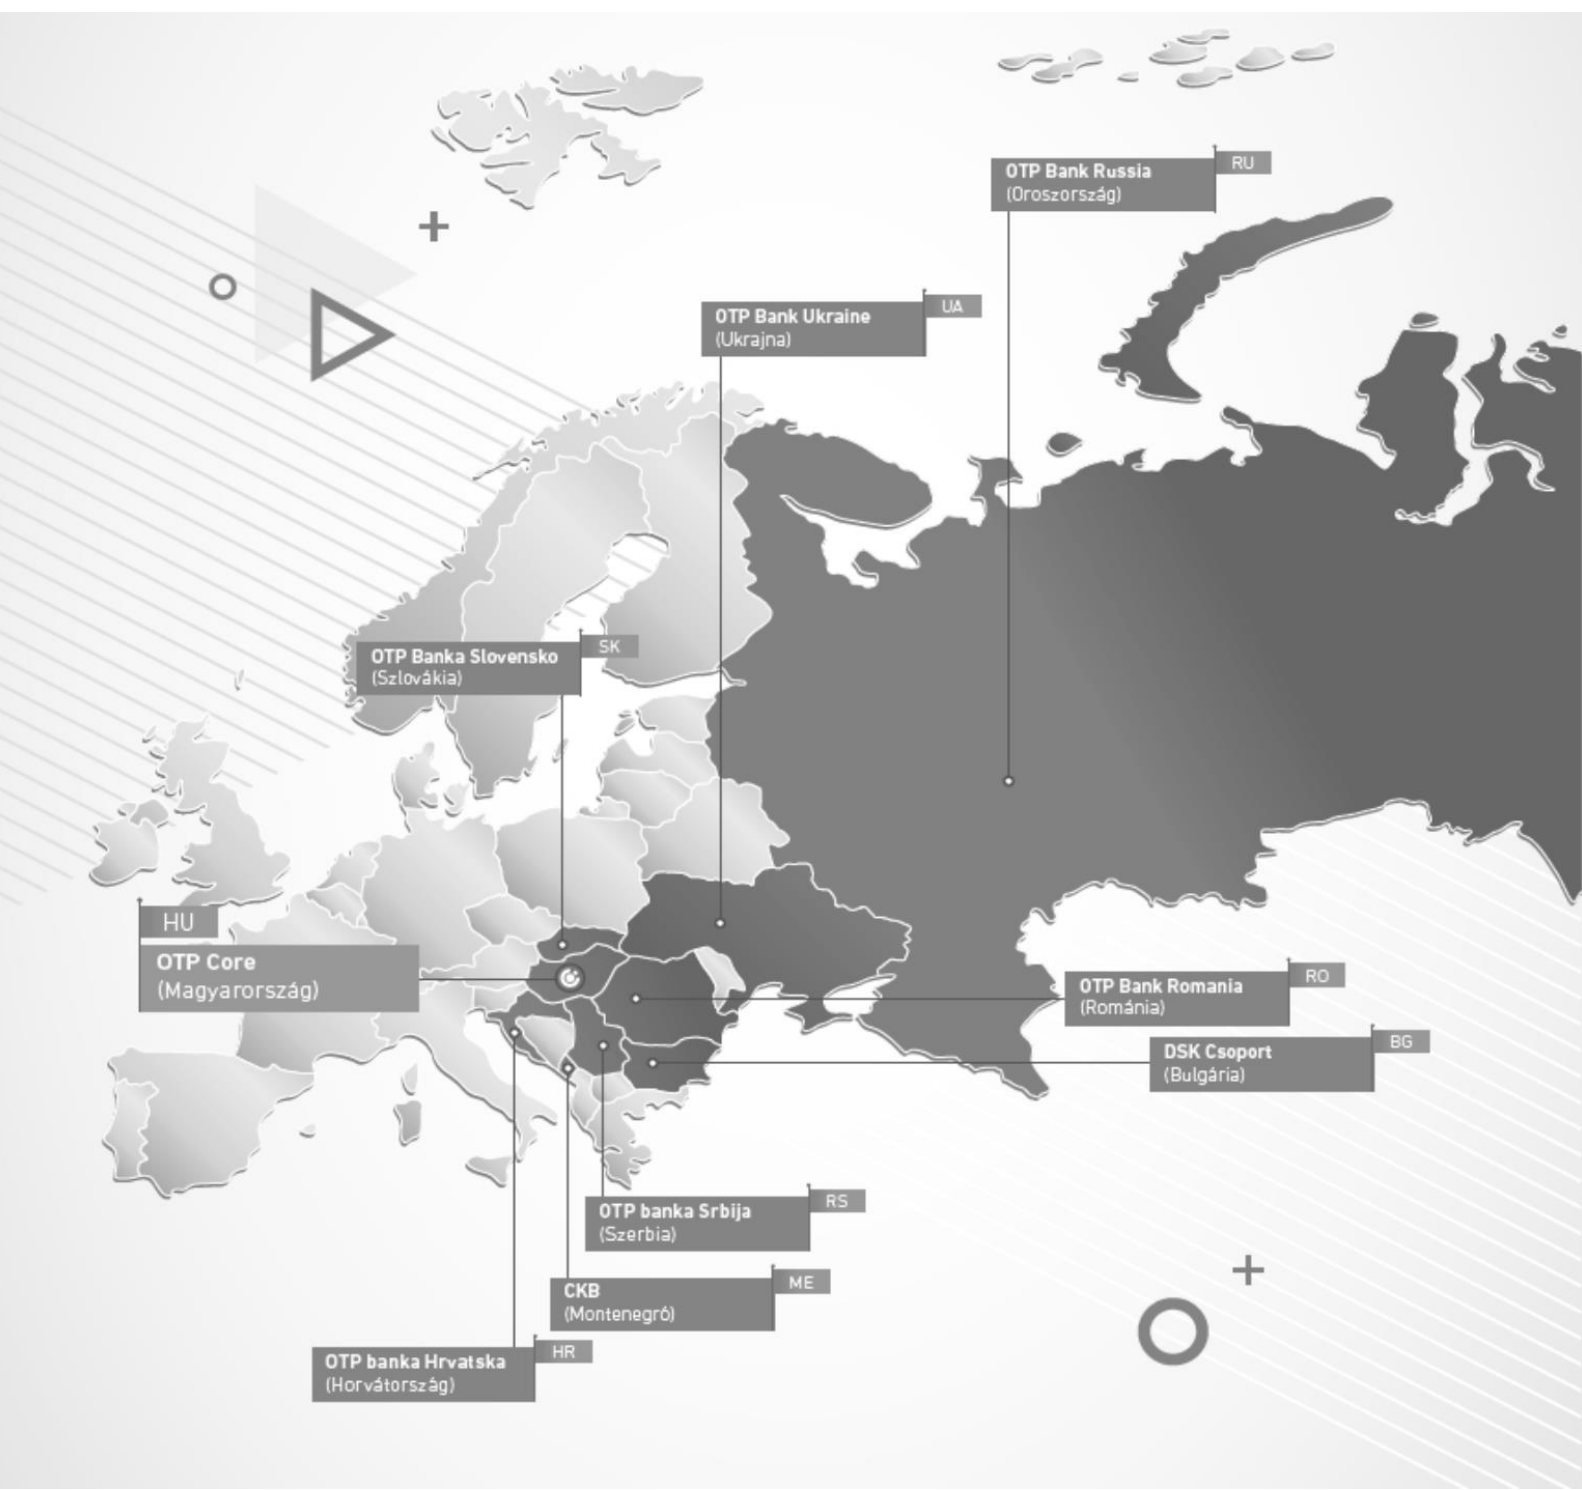 OTP Bank Russia
(Oroszország)
RU
OTP Bank Ukraine
(Ukrajna)
UA
OTP Banka Slovensko
(Szlovákia)
SK
HU
OTP Core
(Magyarország)
OTP Bank Romania
(Románia)
RO
DSK Csoport
(Bulgária)
BG
OTP banka Srbija
(Szerbia)
RS
CKB
(Montenegró)
ME
OTP banka Hrvatska
(Horvátország)
HR